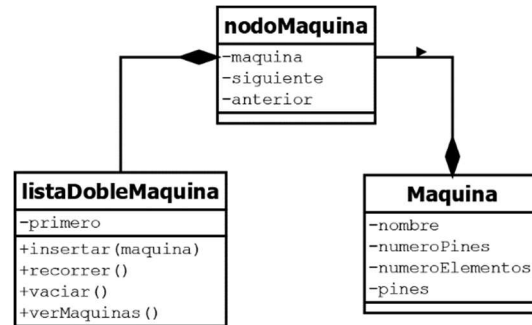 nodoMaquina
-maquina
-siguiente
-anterior
listaDobleMaquina
-primero
+insertar(maquina)
+recorrer()
+vaciar()
+verMaquinas()
Maquina
-nombre
-numeroPines
-numeroElementos
-pines